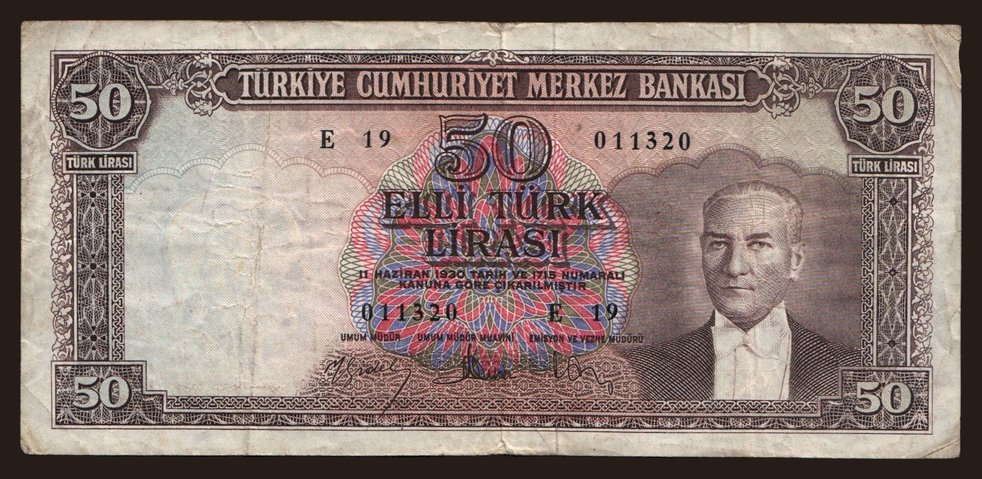 TÜRKİYE CUMHURİYET MERKEZ BANKASI
50
50
E 19
50
011320
TÜRK LİRASI
TÜRK LİRASI
ELLİ TÜRK
LİRASI
11 HAZİRAN 1930 TARİH VE 1715 NUMARALI
KANUNA GÖRE ÇIKARILMIŞTIR
011320
E 19
UMUM MÜDÜR
UMUM MÜDÜR MUAVİNİ
EMİSYON VE VEZNE MÜDÜRÜ
50
50